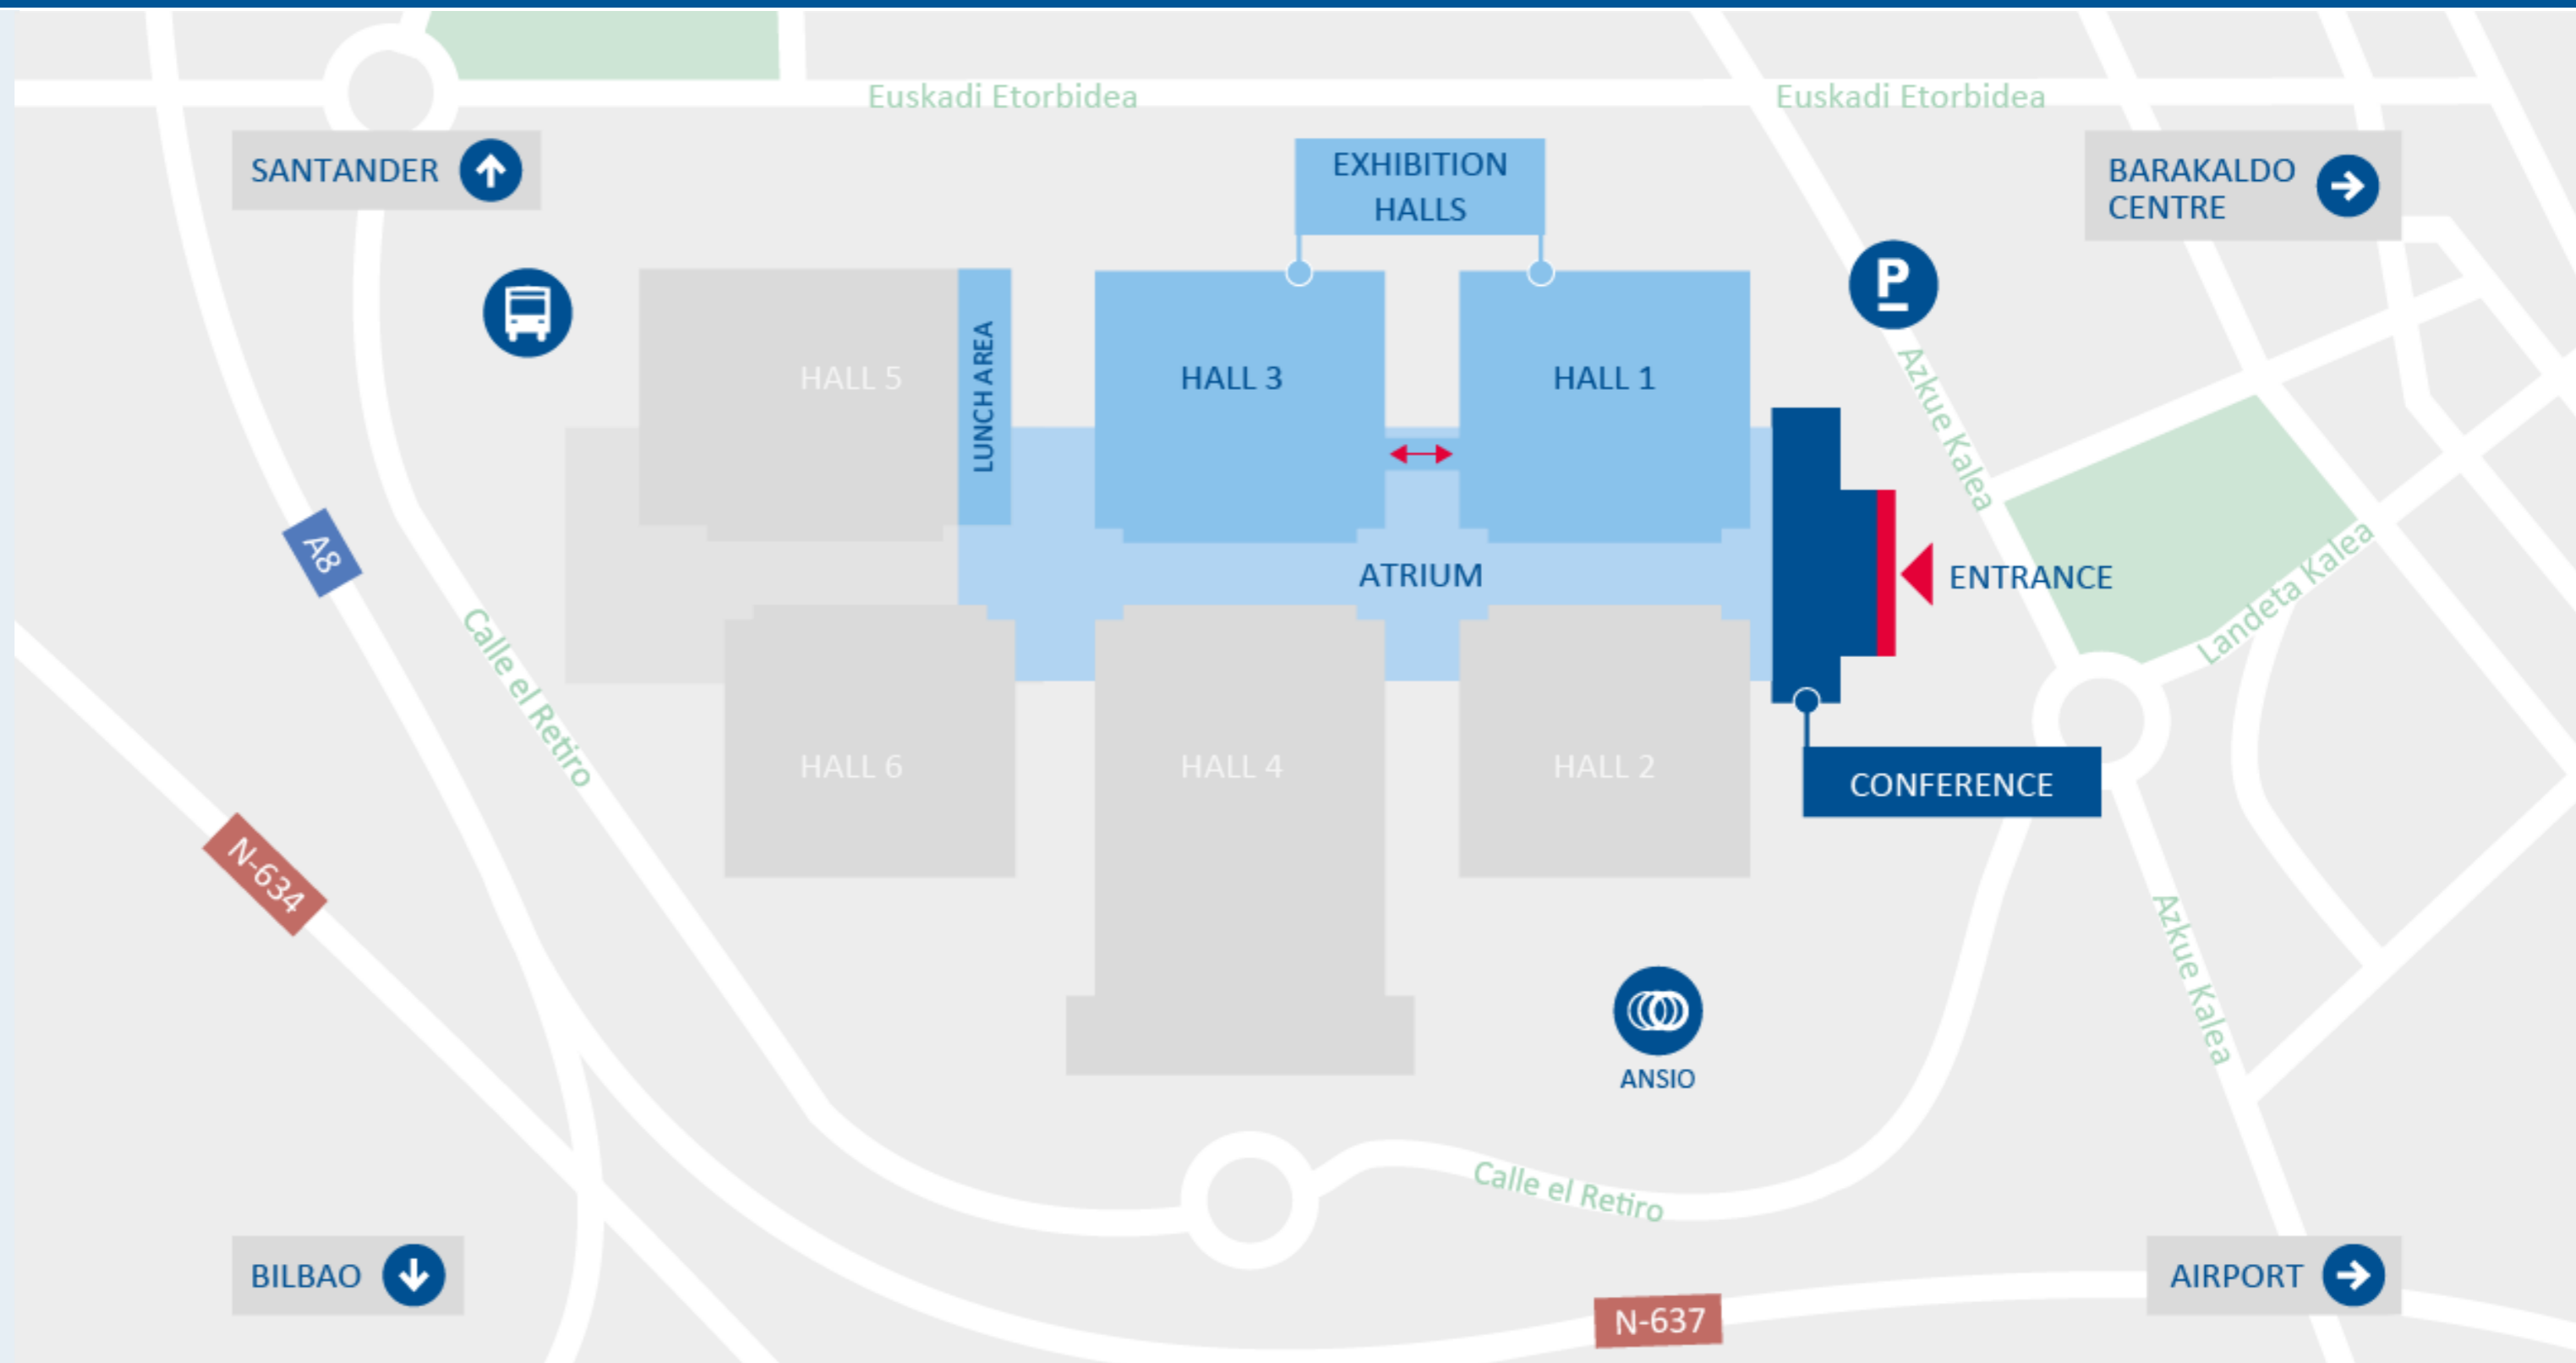 Euskadi Etorbidea
Euskadi Etorbidea
SANTANDER
EXHIBITION
HALLS
BARAKALDO
CENTRE
P
HALL 5
LUNCH AREA
HALL 3
HALL 1
Azkue Kalea
A8
ATRIUM
ENTRANCE
Landeta Kalea
Calle el Retiro
HALL 6
HALL 4
HALL 2
CONFERENCE
N-634
Azkue Kalea
ANSIO
Calle el Retiro
BILBAO
AIRPORT
N-637